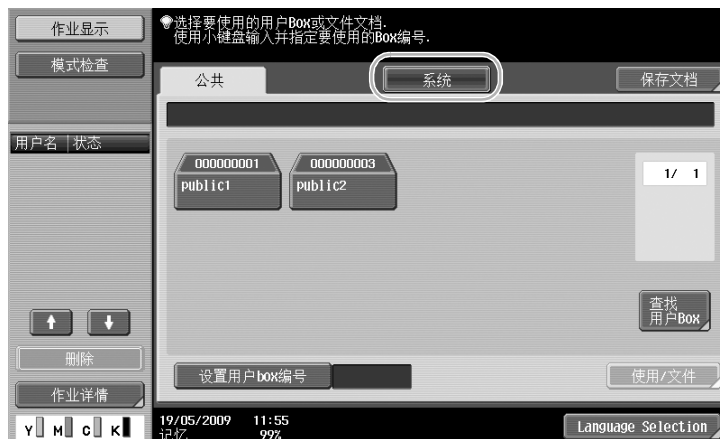 作业显示
模式检查
用户名 状态
删除
作业详情
Y M C K
选择要使用的用户Box或文件文档.
使用小键盘输入并指定要使用的Box编号.
公共
系统
保存文档
000000001
public1
000000003
public2
1/ 1
查找
用户Box
设置用户box编号
使用/文件
19/05/2009 11:55
记忆 99%
Language Selection